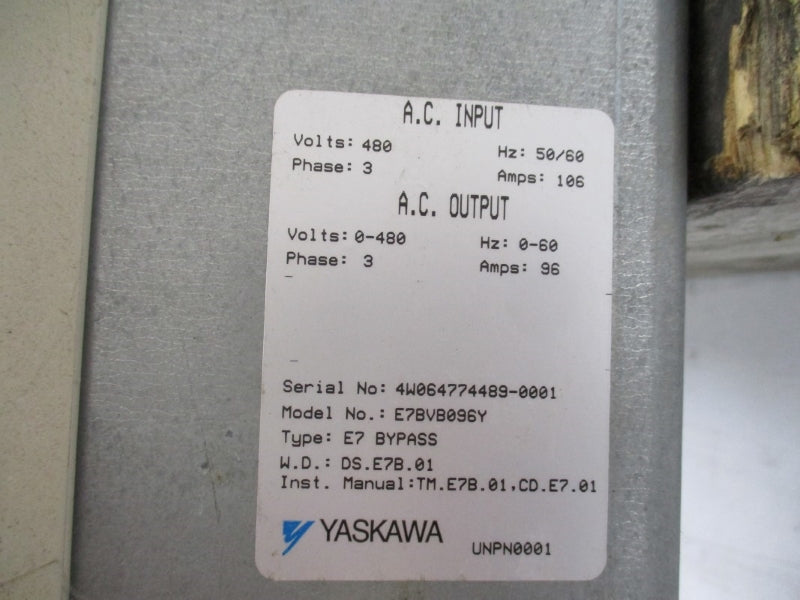 A.C. INPUT
Volts: 480 Hz: 50/60
Phase: 3 Amps: 106
A.C. OUTPUT
Volts: 0-480 Hz: 0-60
Phase: 3 Amps: 96
Serial No: 4W064774489-0001
Model No.: E7BVB096Y
Type: E7 BYPASS
W.D.: DS.E7B.01
Inst. Manual:TM.E7B.01,CD.E7.01
YASKAWA UNPN0001